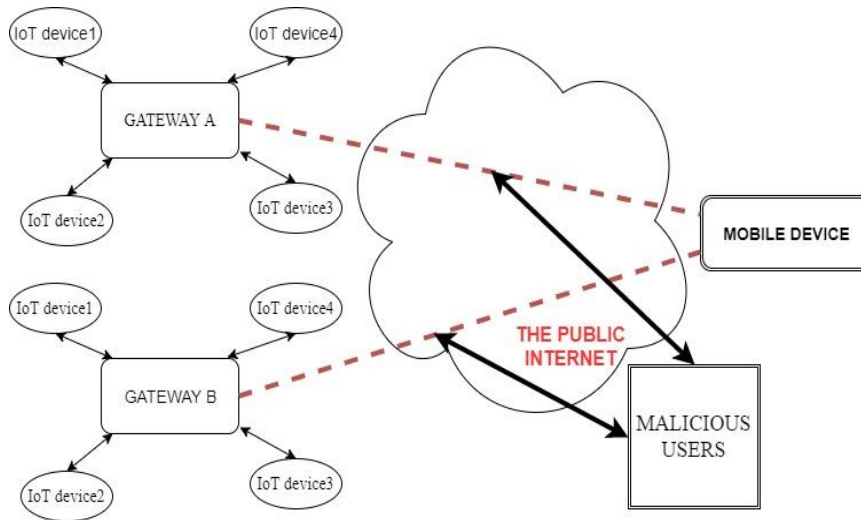 IoT device1
IoT device4
GATEWAY A
IoT device2
IoT device3
MOBILE DEVICE
IoT device1
IoT device4
THE PUBLIC
INTERNET
GATEWAY B
MALICIOUS
USERS
IoT device2
IoT device3